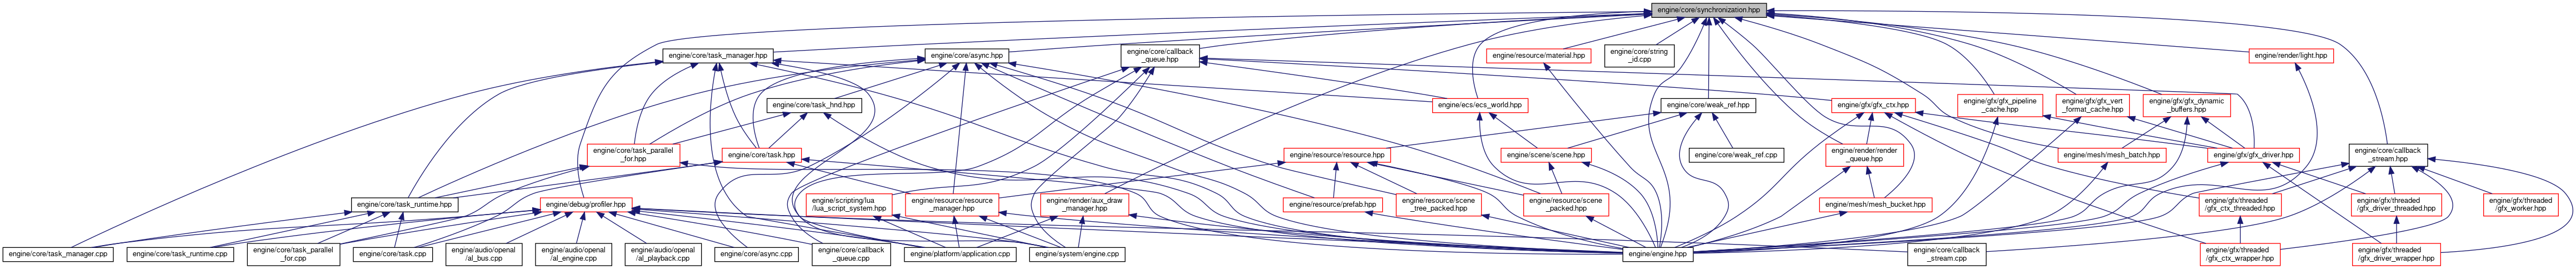 engine/core/synchronization.hpp
engine/core/task_manager.hpp
engine/core/async.hpp
engine/core/callback
_queue.hpp
engine/resource/material.hpp
engine/core/string
_id.cpp
engine/render/light.hpp
engine/core/task_hnd.hpp
engine/ecs/ecs_world.hpp
engine/core/weak_ref.hpp
engine/gfx/gfx_ctx.hpp
engine/gfx/gfx_pipeline
_cache.hpp
engine/gfx/gfx_vert
_format_cache.hpp
engine/gfx/gfx_dynamic
_buffers.hpp
engine/core/task_parallel
_for.hpp
engine/core/task.hpp
engine/resource/resource.hpp
engine/scene/scene.hpp
engine/core/weak_ref.cpp
engine/render/render
_queue.hpp
engine/mesh/mesh_batch.hpp
engine/gfx/gfx_driver.hpp
engine/core/callback
_stream.hpp
engine/core/task_runtime.hpp
engine/debug/profiler.hpp
engine/scripting/lua
/lua_script_system.hpp
engine/resource/resource
_manager.hpp
engine/render/aux_draw
_manager.hpp
engine/resource/prefab.hpp
engine/resource/scene
_tree_packed.hpp
engine/resource/scene
_packed.hpp
engine/mesh/mesh_bucket.hpp
engine/gfx/threaded
/gfx_ctx_threaded.hpp
engine/gfx/threaded
/gfx_driver_threaded.hpp
engine/gfx/threaded
/gfx_worker.hpp
engine/core/task_manager.cpp
engine/core/task_runtime.cpp
engine/core/task_parallel
_for.cpp
engine/core/task.cpp
engine/audio/openal
/al_bus.cpp
engine/audio/openal
/al_engine.cpp
engine/audio/openal
/al_playback.cpp
engine/core/async.cpp
engine/core/callback
_queue.cpp
engine/platform/application.cpp
engine/system/engine.cpp
engine/engine.hpp
engine/core/callback
_stream.cpp
engine/gfx/threaded
/gfx_ctx_wrapper.hpp
engine/gfx/threaded
/gfx_driver_wrapper.hpp